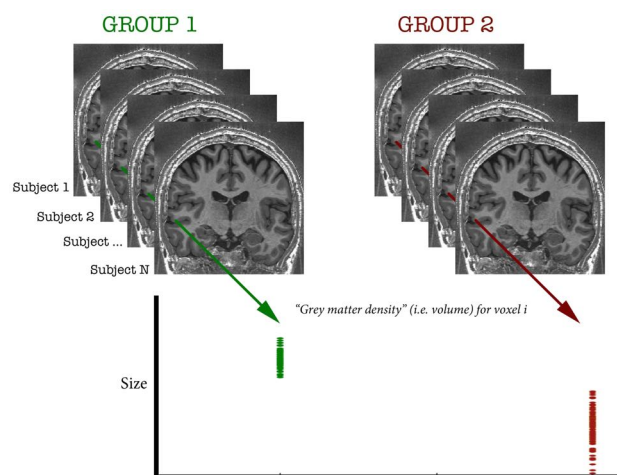 GROUP 1
GROUP 2
Subject 1
Subject 2
Subject ...
Subject N
“Grey matter density” (i.e. volume) for voxel i
Size